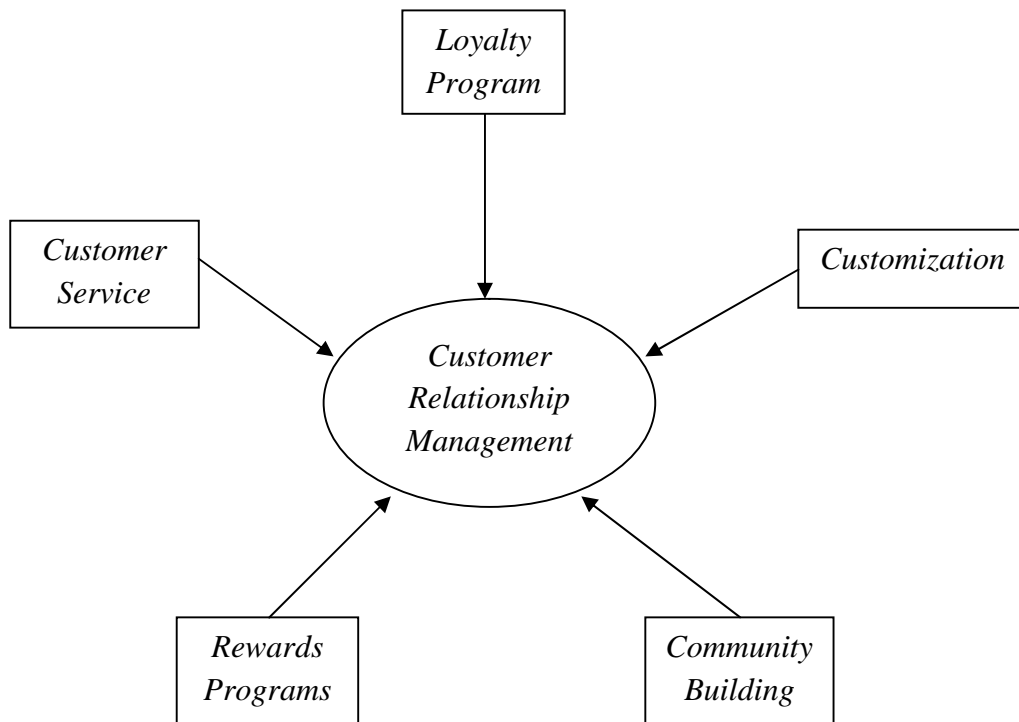 Loyalty
Program
Customer
Service
Customization
Customer
Relationship
Management
Rewards
Programs
Community
Building